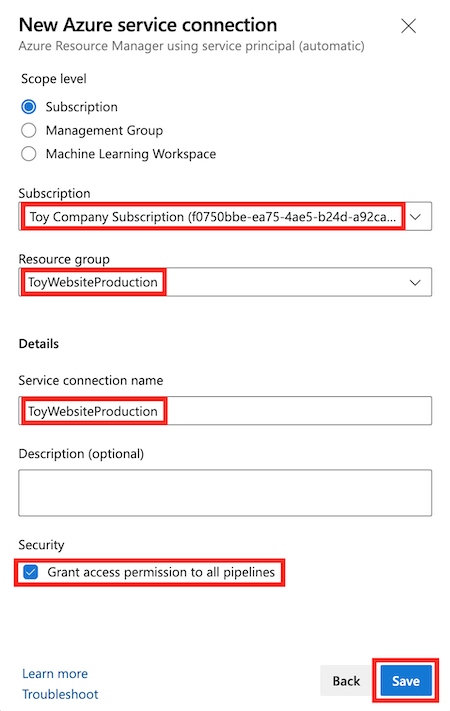 New Azure service connection
Azure Resource Manager using service principal (automatic)
Scope level
Subscription
Management Group
Machine Learning Workspace
Subscription
Toy Company Subscription (f0750bbe-ea75-4ae5-b24d-a92ca...
Resource group
ToyWebsiteProduction
Details
Service connection name
ToyWebsiteProduction
Description (optional)
Security
Grant access permission to all pipelines
Learn more
Troubleshoot
Back
Save